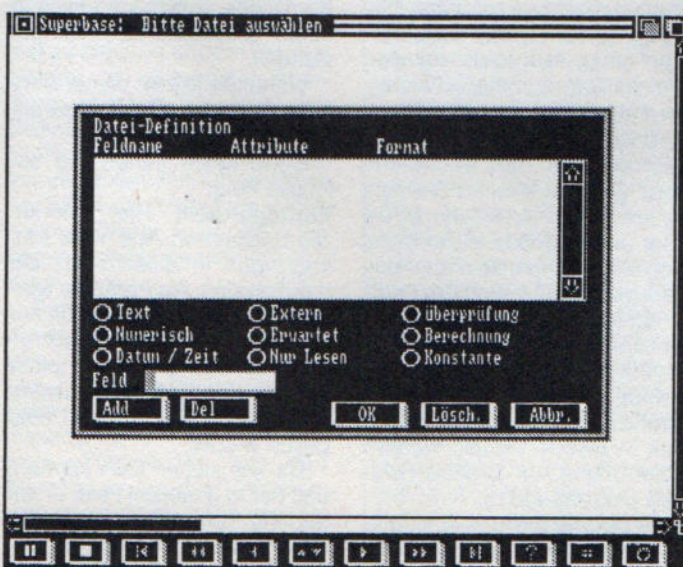 Superbase: Bitte Datei auswählen
Datei-Definition
Feldname Attribute Format
Text Extern Überprüfung
Numerisch Erwartet Berechnung
Datum / Zeit Nur Lesen Konstante
Feld
Add Del OK Lösch. Abbr.